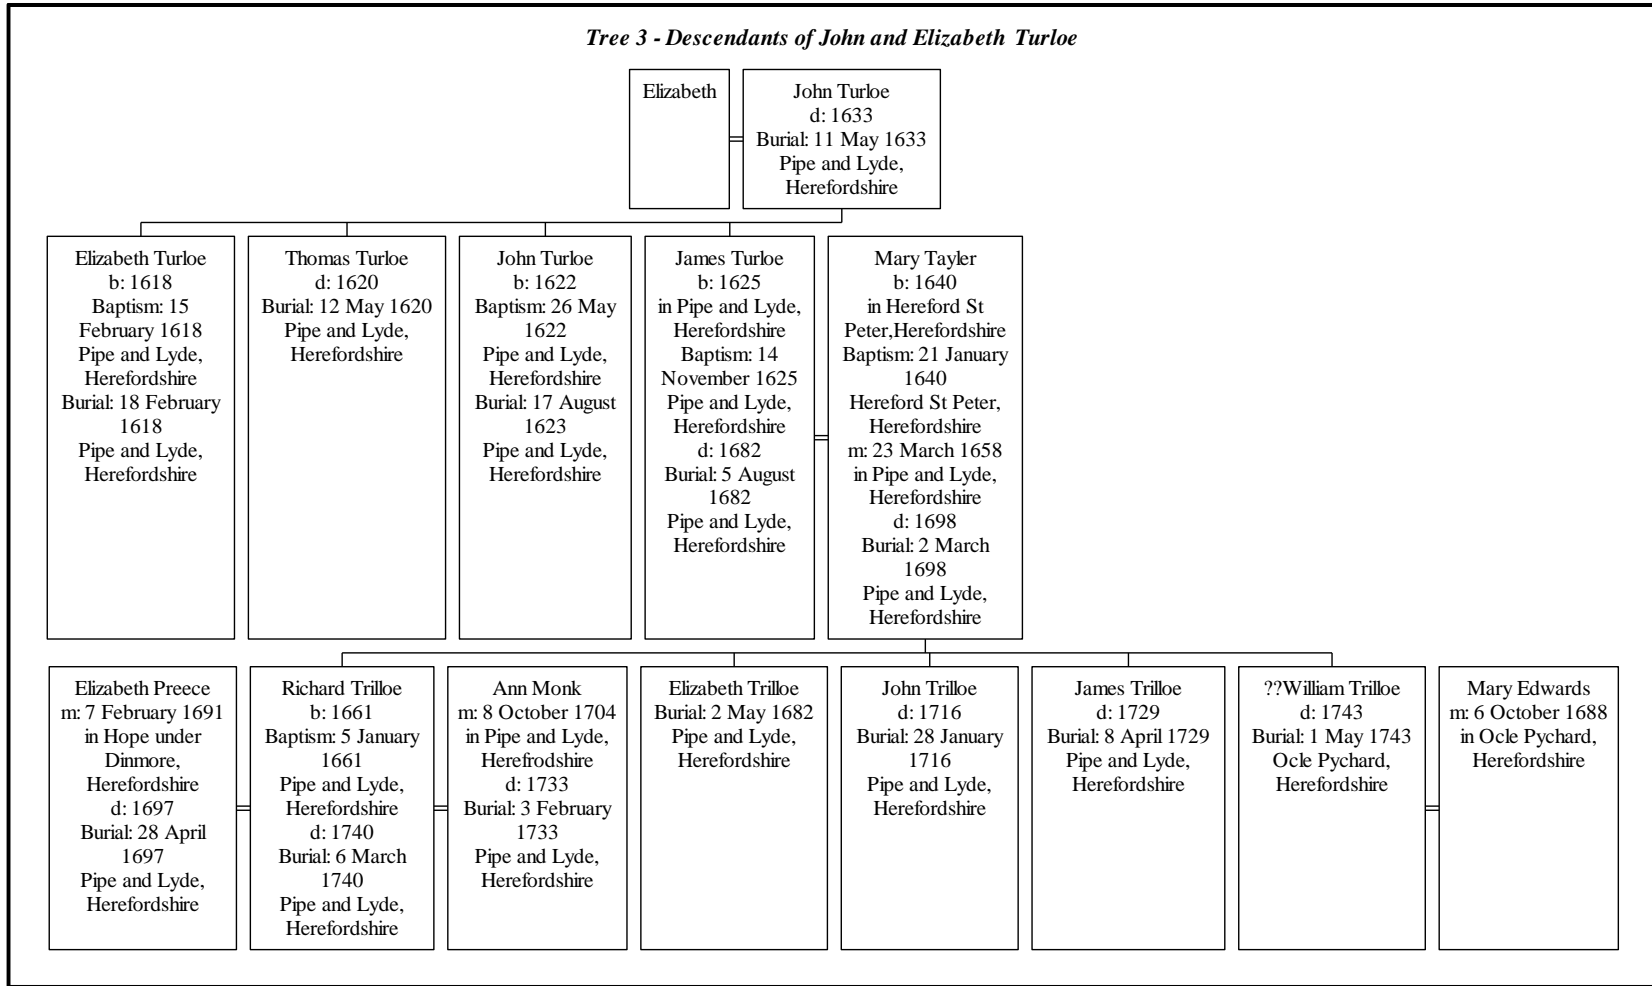 Tree 3 - Descendants of John and Elizabeth Turloe
Elizabeth
John Turloe
d: 1633
Burial: 11 May 1633
Pipe and Lyde,
Herefordshire
Elizabeth Turloe
b: 1618
Baptism: 15
February 1618
Pipe and Lyde,
Herefordshire
Burial: 18 February
1618
Pipe and Lyde,
Herefordshire
Thomas Turloe
d: 1620
Burial: 12 May 1620
Pipe and Lyde,
Herefordshire
John Turloe
b: 1622
Baptism: 26 May
1622
Pipe and Lyde,
Herefordshire
Burial: 17 August
1623
Pipe and Lyde,
Herefordshire
James Turloe
b: 1625
in Pipe and Lyde,
Herefordshire
Baptism: 14
November 1625
Pipe and Lyde,
Herefordshire
d: 1682
Burial: 5 August
1682
Pipe and Lyde,
Herefordshire
Mary Tayler
b: 1640
in Hereford St
Peter,Herefordshire
Baptism: 21 January
1640
Hereford St Peter,
Herefordshire
m: 23 March 1658
in Pipe and Lyde,
Herefordshire
d: 1698
Burial: 2 March
1698
Pipe and Lyde,
Herefordshire
Elizabeth Preece
m: 7 February 1691
in Hope under
Dinmore,
Herefordshire
d: 1697
Burial: 28 April
1697
Pipe and Lyde,
Herefordshire
Richard Trilloe
b: 1661
Baptism: 5 January
1661
Pipe and Lyde,
Herefordshire
d: 1740
Burial: 6 March
1740
Pipe and Lyde,
Herefordshire
Ann Monk
m: 8 October 1704
in Pipe and Lyde,
Herefrodshire
d: 1733
Burial: 3 February
1733
Pipe and Lyde,
Herefordshire
Elizabeth Trilloe
Burial: 2 May 1682
Pipe and Lyde,
Herefordshire
John Trilloe
d: 1716
Burial: 28 January
1716
Pipe and Lyde,
Herefordshire
James Trilloe
d: 1729
Burial: 8 April 1729
Pipe and Lyde,
Herefordshire
??William Trilloe
d: 1743
Burial: 1 May 1743
Ocle Pychard,
Herefordshire
Mary Edwards
m: 6 October 1688
in Ocle Pychard,
Herefordshire